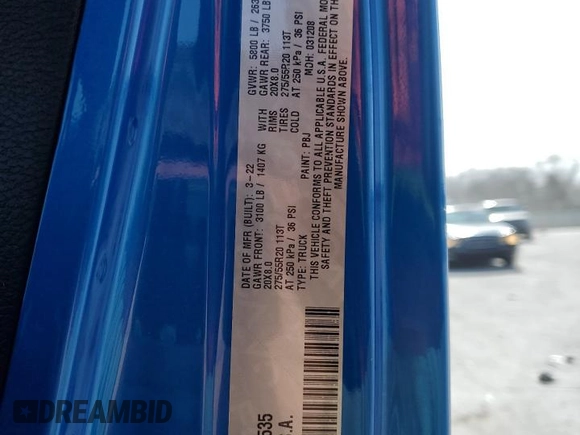 DATE OF MFR (BUILT): 3-22 GVWR: 5800 LB / 263
GAWR FRONT: 3100 LB / 1407 KG WITH GAWR REAR: 3750 LB
20X8.0 RIMS 20X8.0
275/55R20 113T TIRES 275/55R20 113T
AT 250 kPa / 36 PSI COLD AT 250 kPa / 36 PSI
TYPE: TRUCK PAINT: PBJ MDH: 031208
THIS VEHICLE CONFORMS TO ALL APPLICABLE U.S.A. FEDERAL MO
SAFETY AND THEFT PREVENTION STANDARDS IN EFFECT ON THE
MANUFACTURE SHOWN ABOVE.
535
.A.
DREAMBID